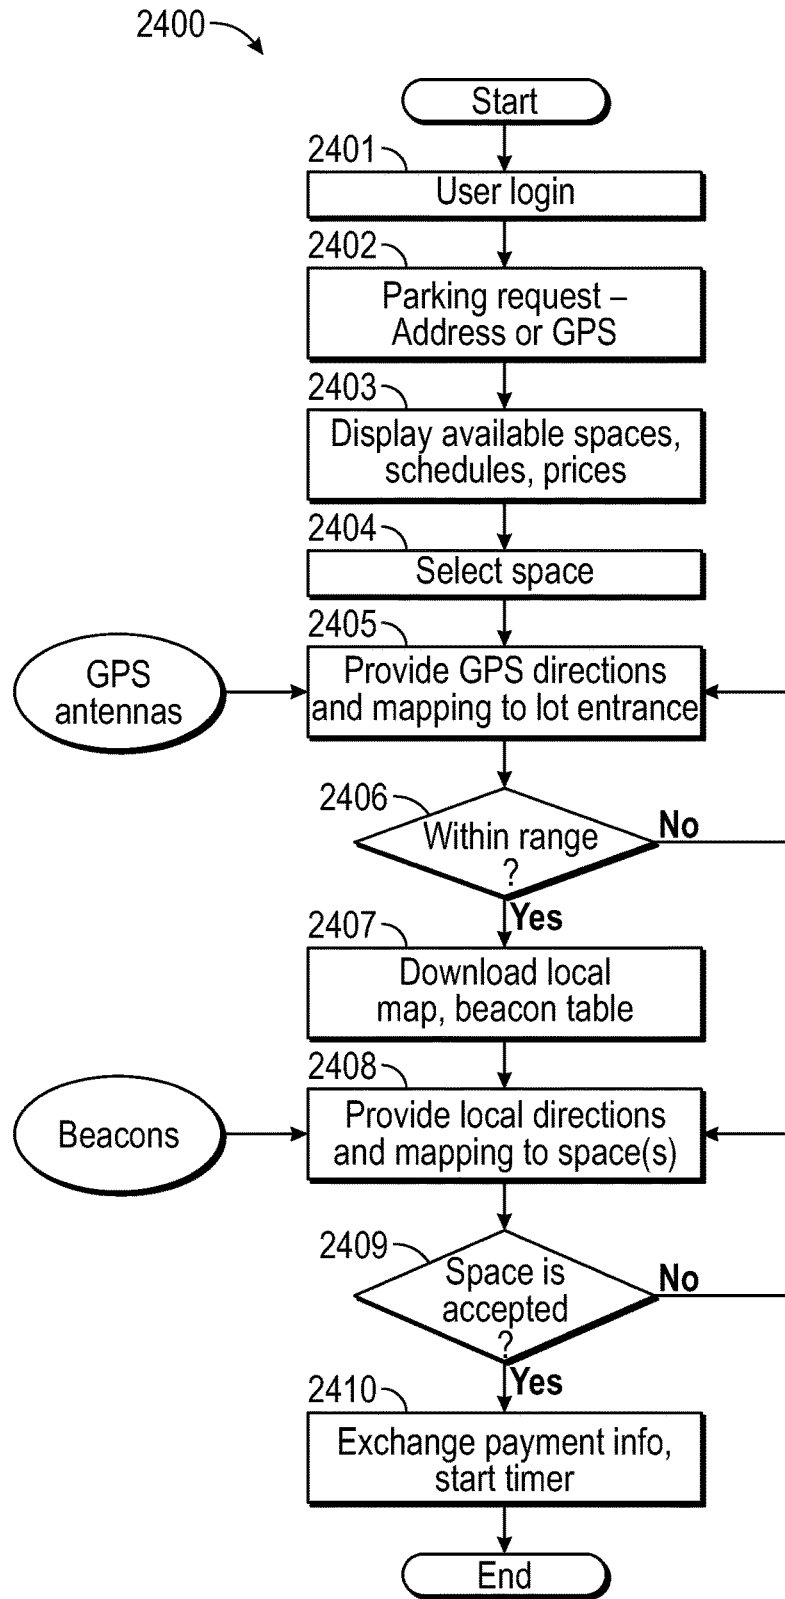 2400
Start
2401
User login
2402
Parking request –
Address or GPS
2403
Display available spaces,
schedules, prices
2404
Select space
2405
GPS
antennas
Provide GPS directions
and mapping to lot entrance
2406
Within range
?
No
Yes
2407
Download local
map, beacon table
2408
Beacons
Provide local directions
and mapping to space(s)
2409
Space is
accepted
?
No
Yes
2410
Exchange payment info,
start timer
End